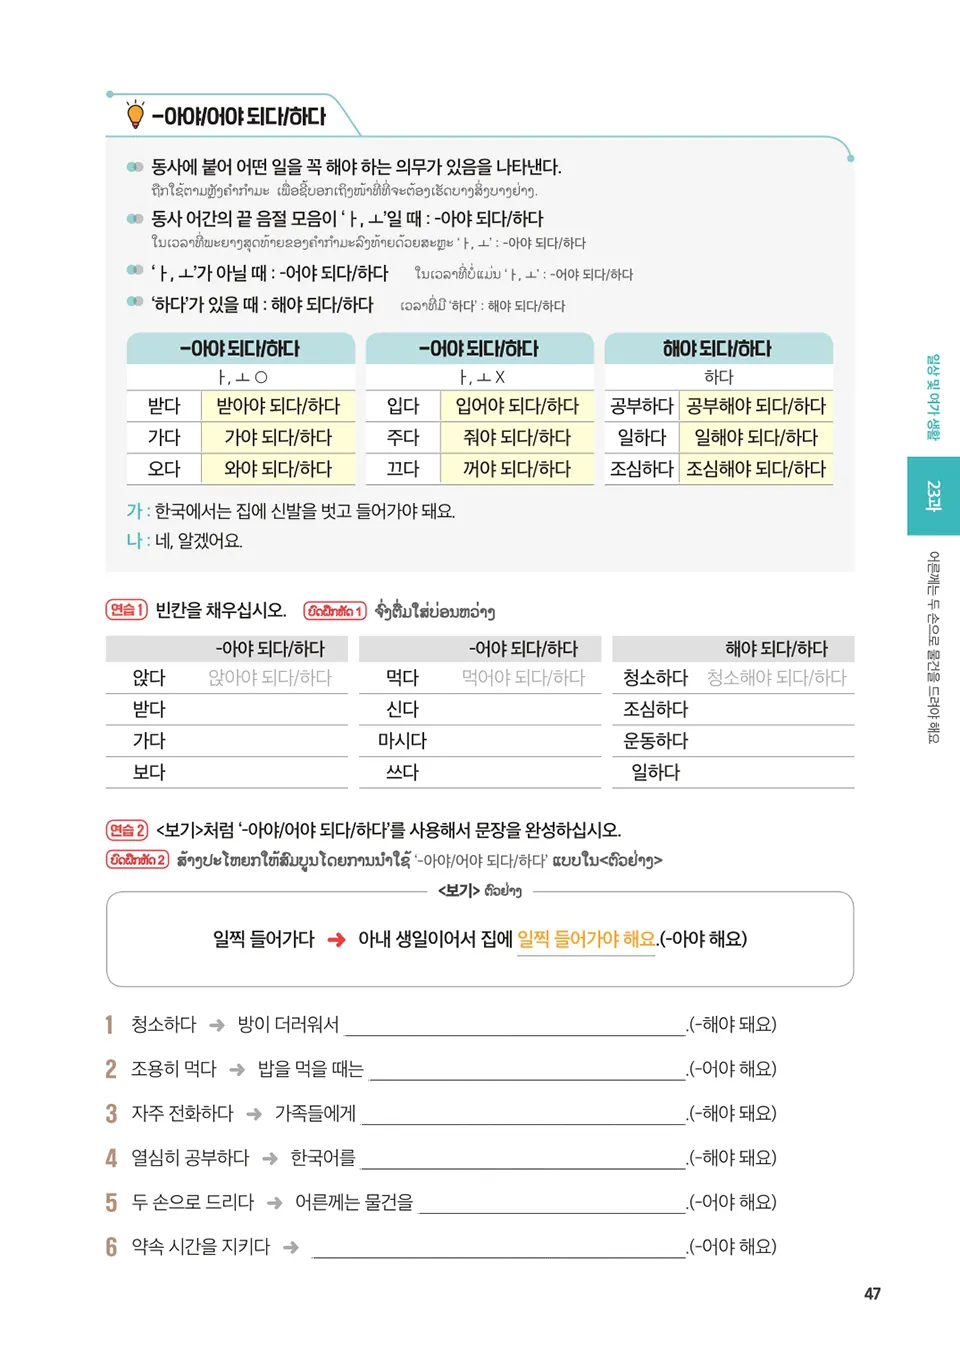 -아야/어야 되다/하다
동사에 붙어 어떤 일을 꼭 해야 하는 의무가 있음을 나타낸다.
ຖືກໃຊ້ຕາມຫຼັງຄຳກຳມະ ເພື່ອຊີ້ບອກເຖິງໜ້າທີ່ທີ່ຈະຕ້ອງເຮັດບາງສິ່ງບາງຢ່າງ.
동사 어간의 끝 음절 모음이 ‘ㅏ, ㅗ’일 때 : -아야 되다/하다
ໃນເວລາທີ່ພະຍາງສຸດທ້າຍຂອງຄຳກຳມະລົງທ້າຍດ້ວຍສະຫຼະ ‘ㅏ, ㅗ’ : -아야 되다/하다
‘ㅏ, ㅗ’가 아닐 때 : -어야 되다/하다 ໃນເວລາທີ່ບໍ່ແມ່ນ ‘ㅏ, ㅗ’ : -어야 되다/하다
‘하다’가 있을 때 : 해야 되다/하다 ເວລາທີ່ມີ ‘하다’ : 해야 되다/하다
-아야 되다/하다 -어야 되다/하다 해야 되다/하다
ㅏ, ㅗ O ㅏ, ㅗ X 하다
받다 받아야 되다/하다 입다 입어야 되다/하다 공부하다 공부해야 되다/하다
가다 가야 되다/하다 주다 줘야 되다/하다 일하다 일해야 되다/하다
오다 와야 되다/하다 끄다 꺼야 되다/하다 조심하다 조심해야 되다/하다
가 : 한국에서는 집에 신발을 벗고 들어가야 돼요.
나 : 네, 알겠어요.
연습 1 빈칸을 채우십시오. ບົດຝຶກຫັດ 1 ຈົ່ງຕື່ມໃສ່ບ່ອນຫວ່າງ
-아야 되다/하다 -어야 되다/하다 해야 되다/하다
앉다 앉아야 되다/하다 먹다 먹어야 되다/하다 청소하다 청소해야 되다/하다
받다 신다 조심하다
가다 마시다 운동하다
보다 쓰다 일하다
연습 2 <보기>처럼 ‘-아야/어야 되다/하다’를 사용해서 문장을 완성하십시오.
ບົດຝຶກຫັດ 2 ສ້າງປະໂຫຍກໃຫ້ສົມບູນໂດຍການນຳໃຊ້ ‘-아야/어야 되다/하다’ ແບບໃນ<ຕົວຢ່າງ>
<보기> ຕົວຢ່າງ
일찍 들어가다 ➜ 아내 생일이어서 집에 일찍 들어가야 해요.(-아야 해요)
1 청소하다 ➜ 방이 더러워서 ____.(-해야 돼요)
2 조용히 먹다 ➜ 밥을 먹을 때는 ____.(-어야 해요)
3 자주 전화하다 ➜ 가족들에게 ____.(-해야 돼요)
4 열심히 공부하다 ➜ 한국어를 ____.(-해야 돼요)
5 두 손으로 드리다 ➜ 어른께는 물건을 ____.(-어야 해요)
6 약속 시간을 지키다 ➜ ____.(-어야 해요)
일상 및 여가 생활
23과
어른께는 두 손으로 물건을 드려야 해요
47